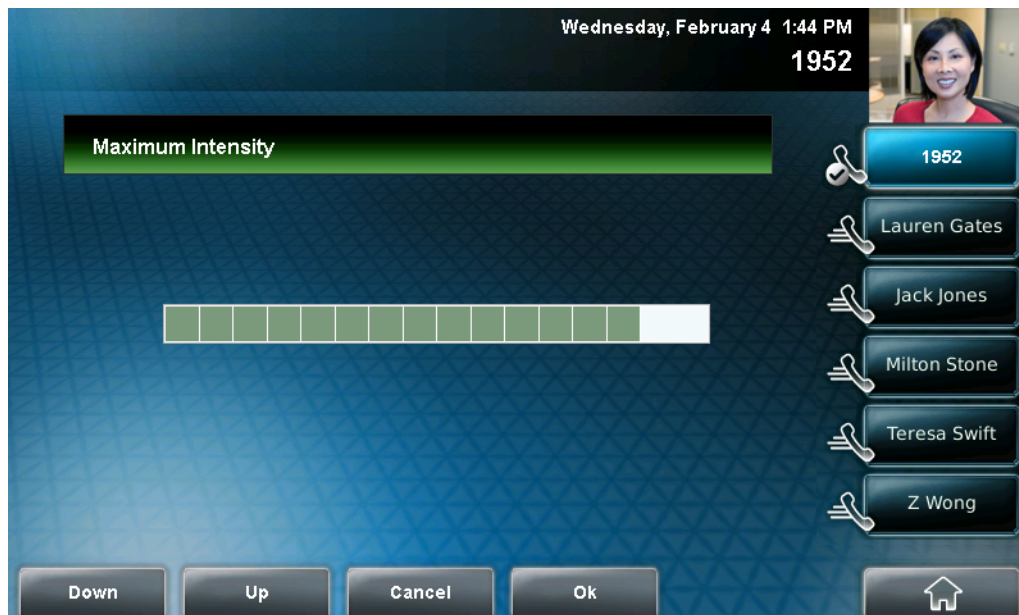 Wednesday, February 4 1:44 PM
1952
Maximum Intensity
1952
Lauren Gates
Jack Jones
Milton Stone
Teresa Swift
Z Wong
Down
Up
Cancel
Ok